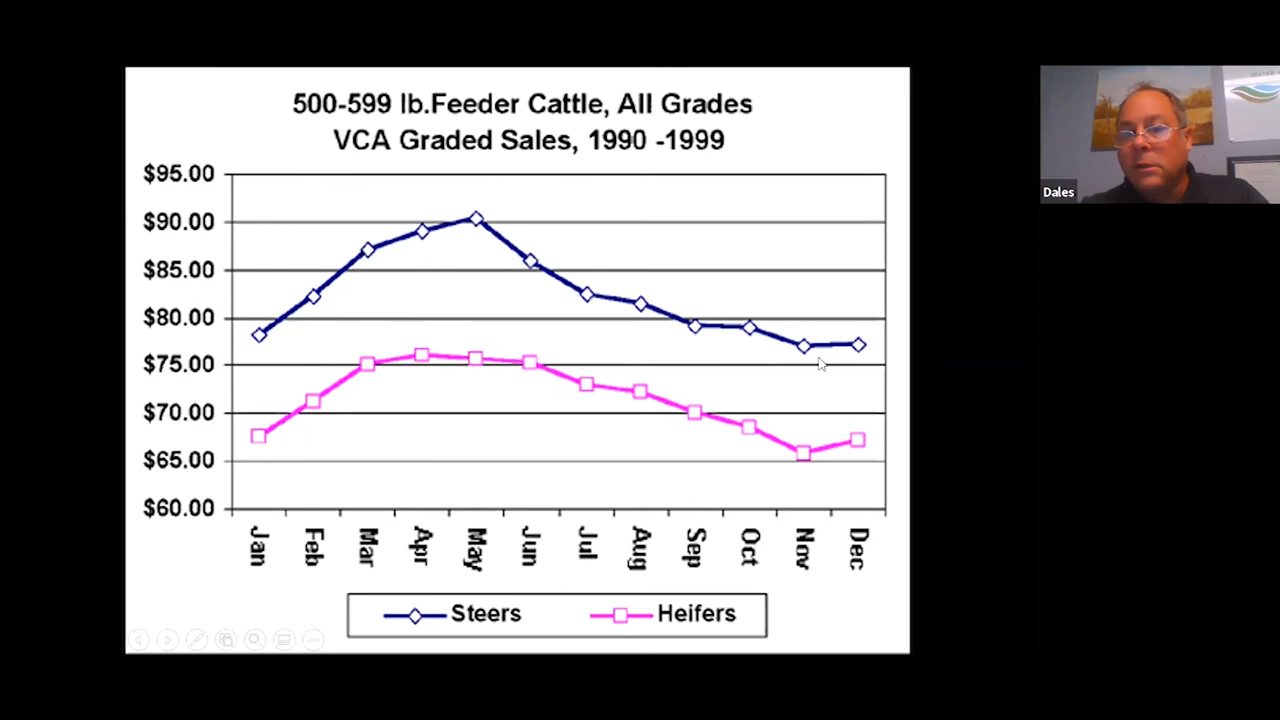 500-599 lb.Feeder Cattle, All Grades
VCA Graded Sales, 1990 -1999
$95.00
$90.00
$85.00
$80.00
$75.00
$70.00
$65.00
$60.00
Jan Feb Mar Apr May Jun Jul Aug Sep Oct Nov Dec
Steers Heifers
Dales